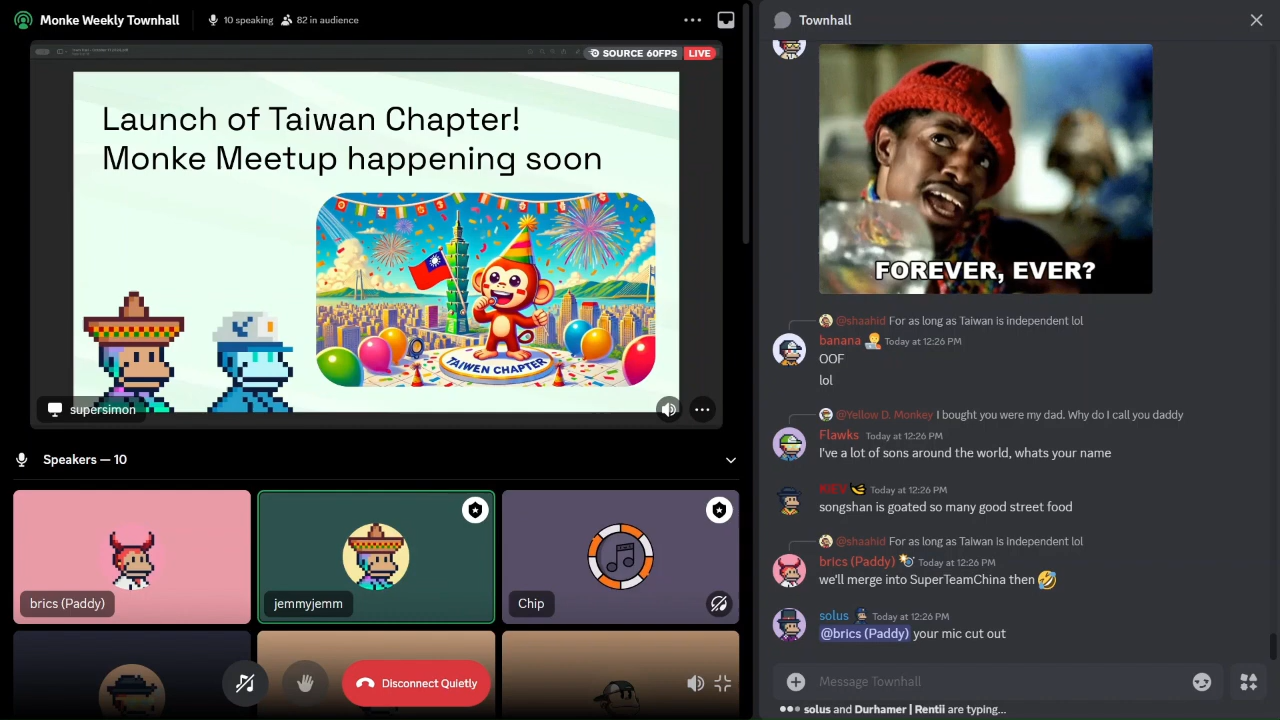 Monke Weekly Townhall
10 speaking
82 in audience
SOURCE 60FPS
LIVE
Launch of Taiwan Chapter!
Monke Meetup happening soon
TAIWEN CHAPTER
supersimon
Speakers — 10
brics (Paddy)
jemmyjemm
Chip
Disconnect Quietly
Townhall
FOREVER, EVER?
@shaahid For as long as Taiwan is independent lol
banana Today at 12:26 PM
OOF
lol
@Yellow D. Monkey I bought you were my dad. Why do I call you daddy
Flawks Today at 12:26 PM
I've a lot of sons around the world, whats your name
KIEV Today at 12:26 PM
songshan is goated so many good street food
@shaahid For as long as Taiwan is independent lol
brics (Paddy) Today at 12:26 PM
we'll merge into SuperTeamChina then 🤣
solus Today at 12:26 PM
@brics (Paddy) your mic cut out
Message Townhall
solus and Durhamer | Rentii are typing...